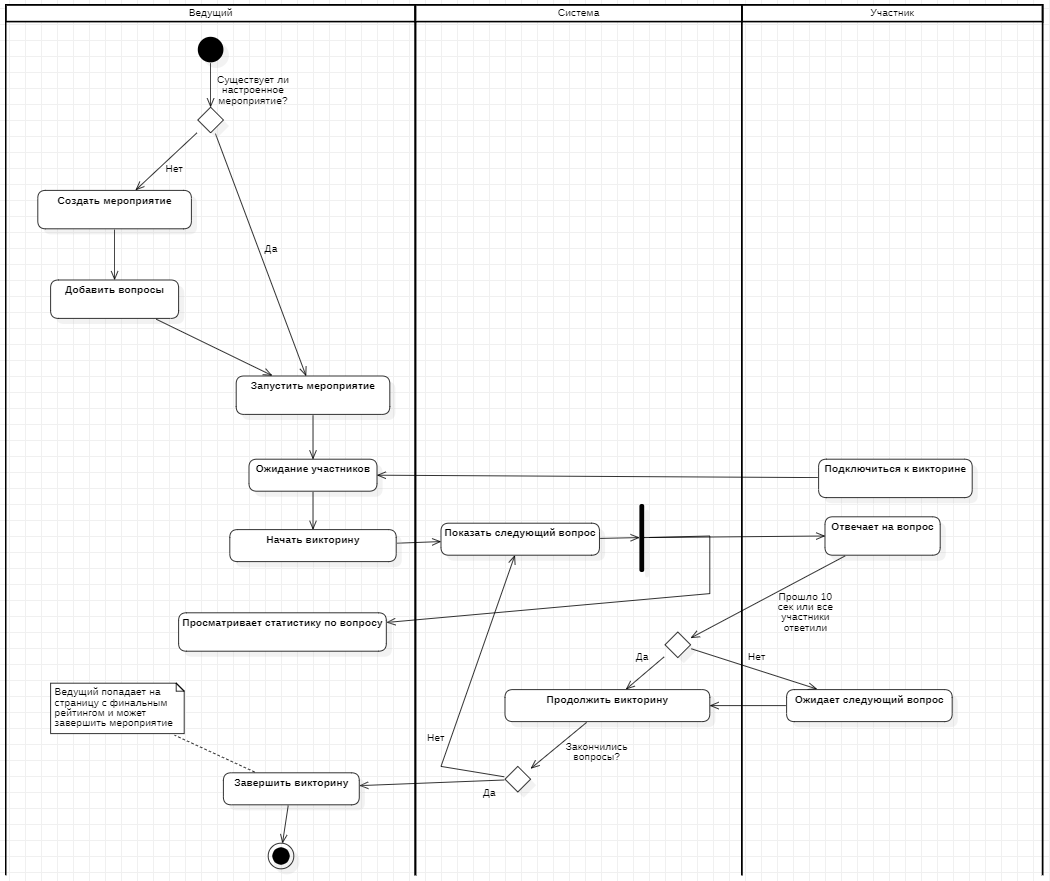 Ведущий
Система
Участник
Существует ли
настроенное
мероприятие?
Нет
Создать мероприятие
Да
Добавить вопросы
Запустить мероприятие
Ожидание участников
Подключиться к викторине
Начать викторину
Показать следующий вопрос
Отвечает на вопрос
Прошло 10
сек или все
участники
ответили
Просматривает статистику по вопросу
Да
Нет
Ведущий попадает на
страницу с финальным
рейтингом и может
завершить мероприятие
Продолжить викторину
Ожидает следующий вопрос
Нет
Закончились
вопросы?
Завершить викторину
Да